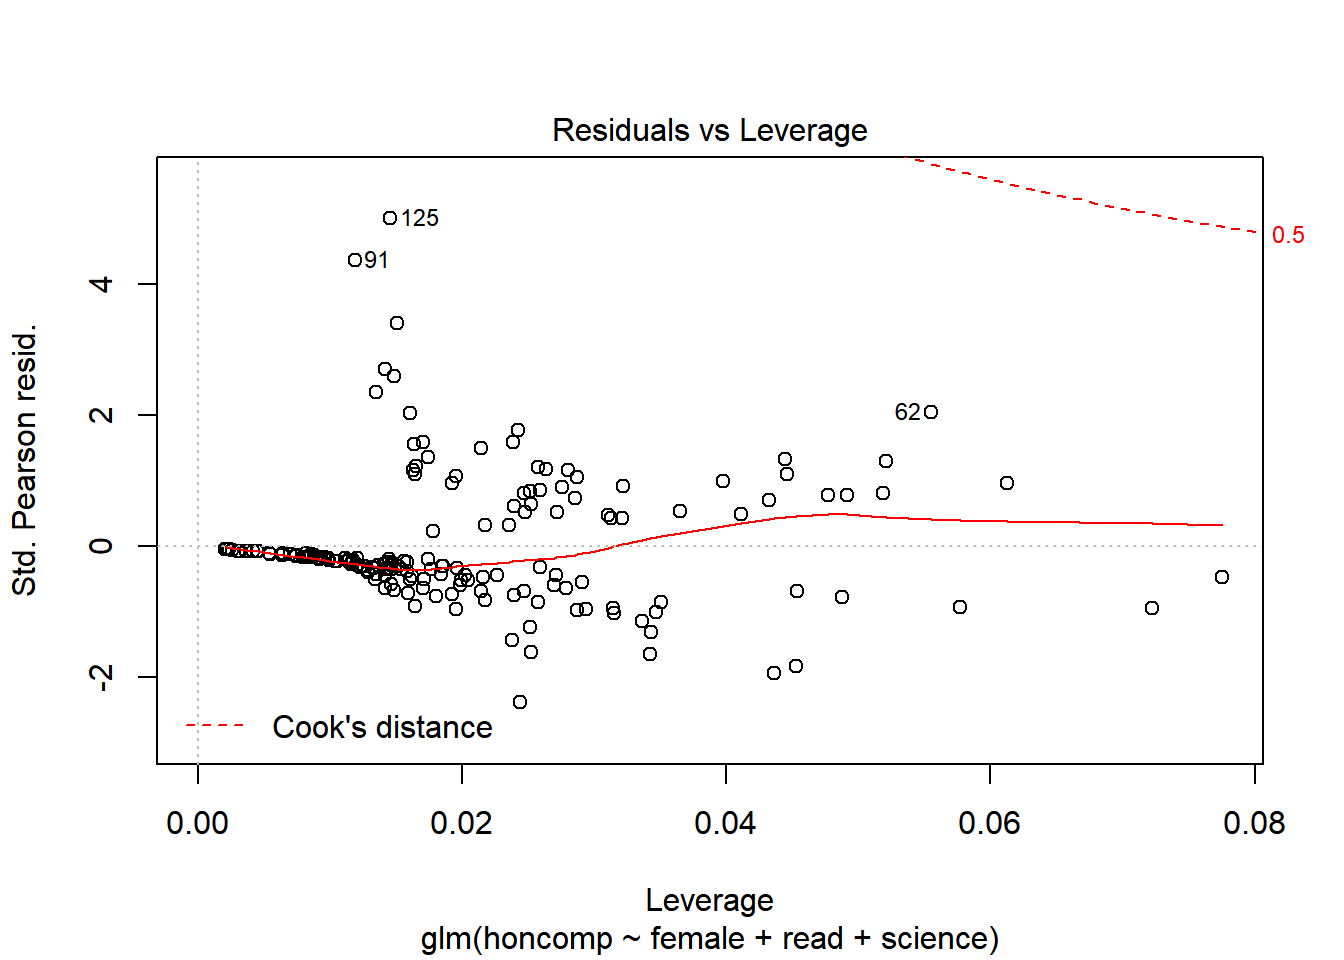 Residuals vs Leverage
Std. Pearson resid.
4
2
0
-2
125
91
62
0.5
Cook's distance
0.00 0.02 0.04 0.06 0.08
Leverage
glm(honcomp ~ female + read + science)